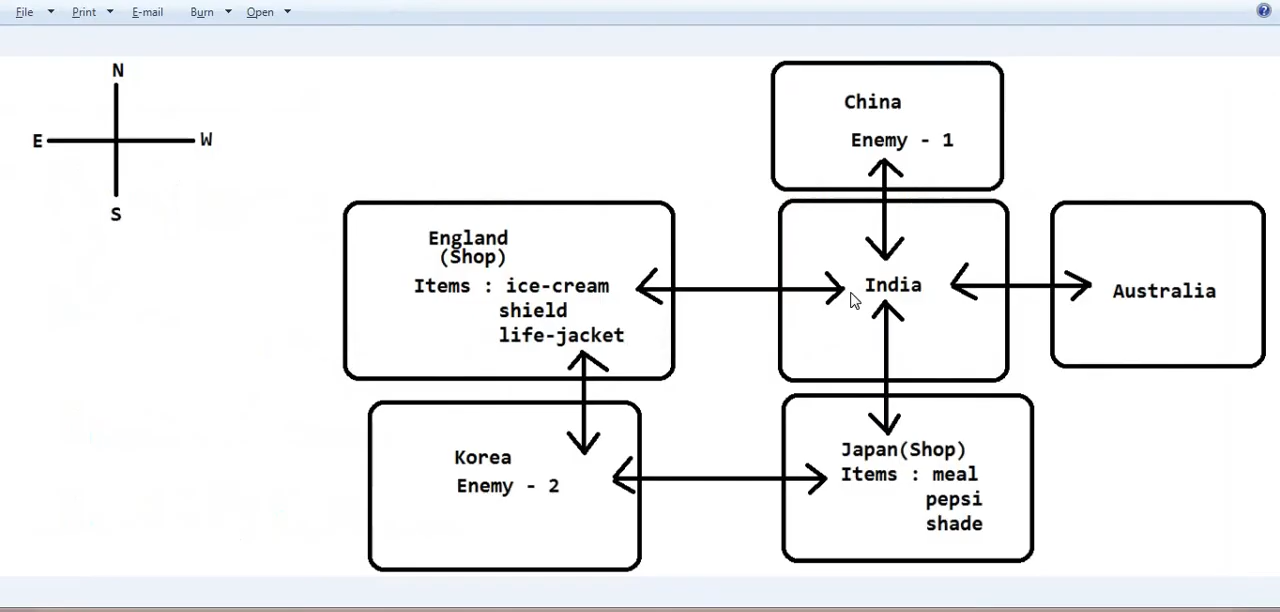 File Print E-mail Burn Open
N
E W
S
China
Enemy - 1
England
(Shop)
Items : ice-cream
shield
life-jacket
India
Australia
Korea
Enemy - 2
Japan(Shop)
Items : meal
pepsi
shade